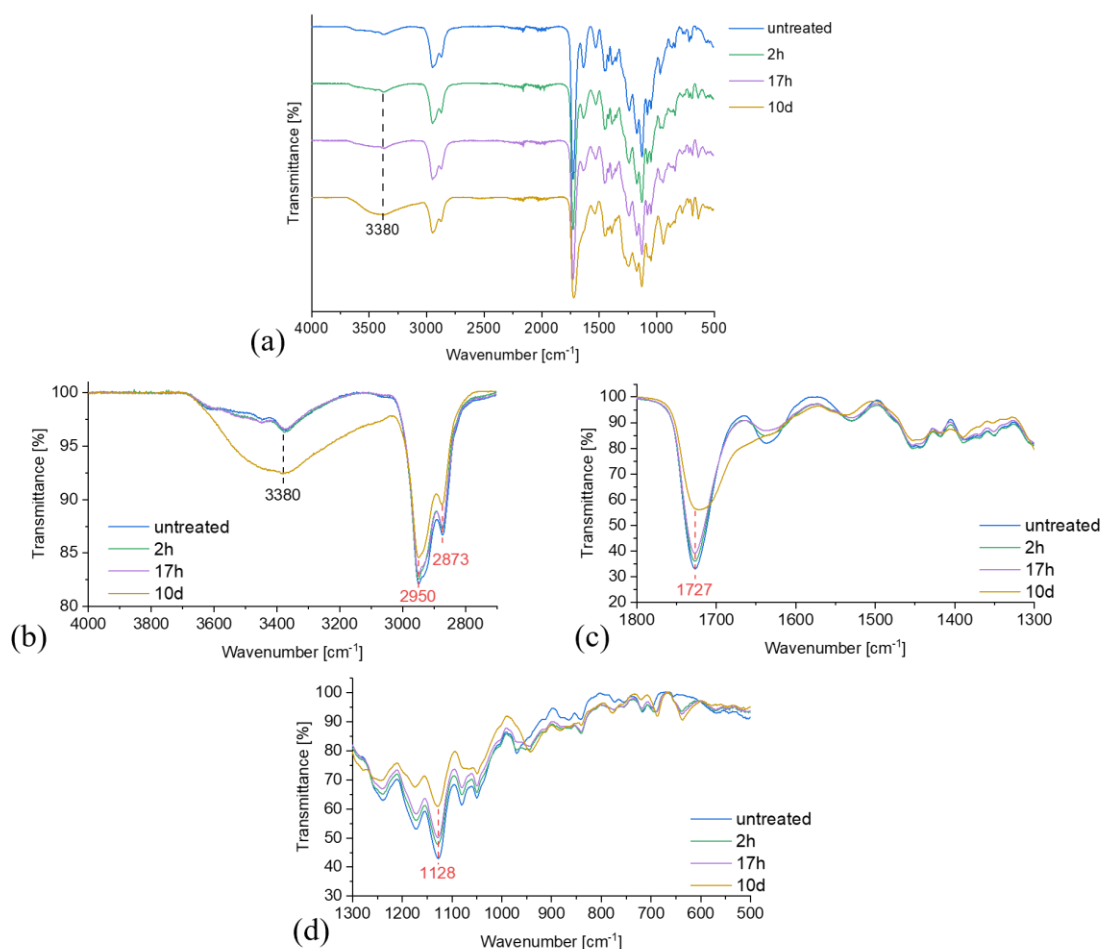 Transmittance [%]
untreated
2h
17h
10d
3380
4000 3500 3000 2500 2000 1500 1000 500
Wavenumber [cm⁻¹]
(a)
100
95
90
85
80
Transmittance [%]
3380
2873
2950
untreated
2h
17h
10d
4000 3800 3600 3400 3200 3000 2800
Wavenumber [cm⁻¹]
(b)
100
90
80
70
60
50
40
30
20
Transmittance [%]
1727
untreated
2h
17h
10d
1800 1700 1600 1500 1400 1300
Wavenumber [cm⁻¹]
(c)
100
90
80
70
60
50
40
30
Transmittance [%]
1128
untreated
2h
17h
10d
1300 1200 1100 1000 900 800 700 600 500
Wavenumber [cm⁻¹]
(d)